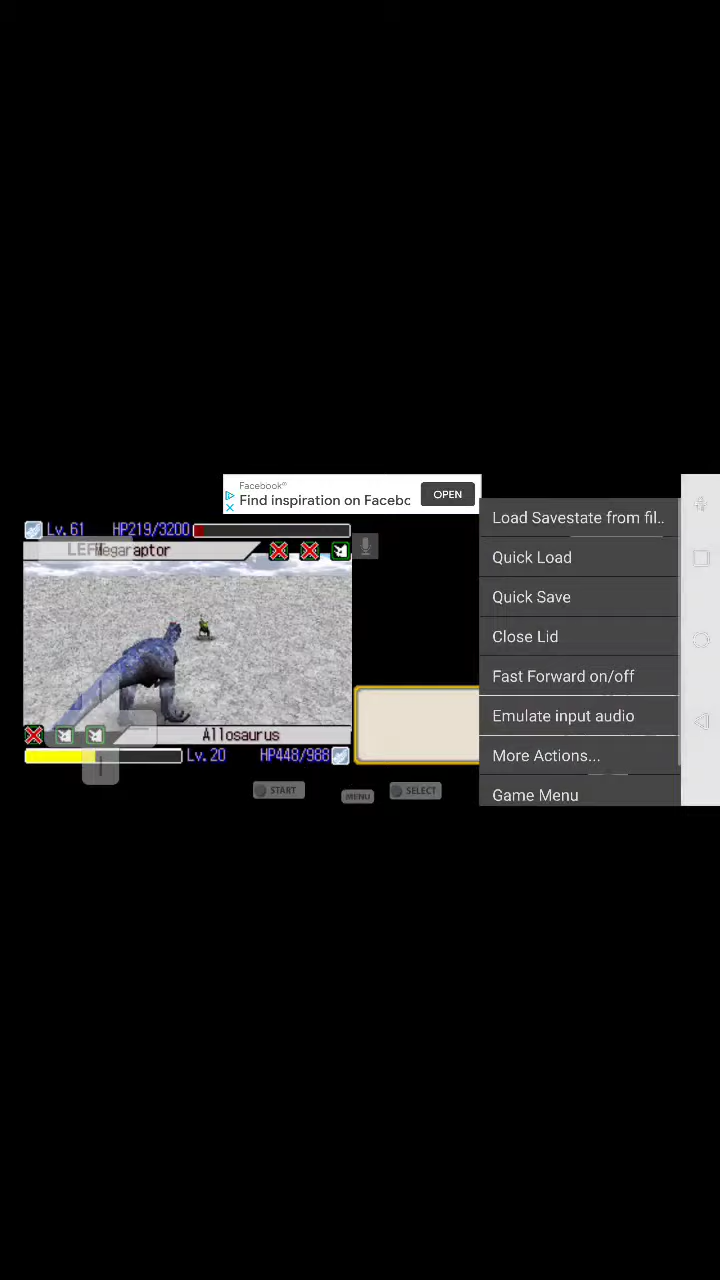 Facebook®
Find inspiration on Facebc
OPEN
Lv.61 HP219/3200
LEF
Megaraptor
Allosaurus
Lv.20 HP448/988
START
MENU
SELECT
Load Savestate from fil..
Quick Load
Quick Save
Close Lid
Fast Forward on/off
Emulate input audio
More Actions...
Game Menu